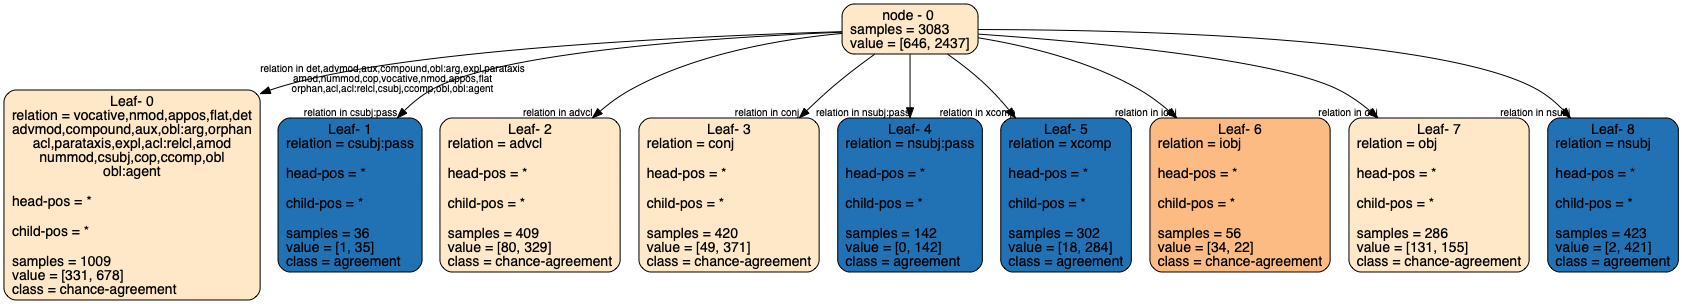 node - 0
samples = 3083
value = [646, 2437]
relation in det,advmod,aux,compound,obl:arg,expl,parataxis
amod,nummod,cop,vocative,nmod,appos,flat
orphan,acl,acl:relcl,csubj,ccomp,obl,obl:agent
relation in csubj:pass
relation in advcl
relation in conj
relation in nsubj:pass
relation in xcomp
relation in iobj
relation in obj
relation in nsubj
Leaf- 0
relation = vocative,nmod,appos,flat,det
advmod,compound,aux,obl:arg,orphan
acl,parataxis,expl,acl:relcl,amod
nummod,csubj,cop,ccomp,obl
obl:agent
head-pos = *
child-pos = *
samples = 1009
value = [331, 678]
class = chance-agreement
Leaf- 1
relation = csubj:pass
head-pos = *
child-pos = *
samples = 36
value = [1, 35]
class = agreement
Leaf- 2
relation = advcl
head-pos = *
child-pos = *
samples = 409
value = [80, 329]
class = chance-agreement
Leaf- 3
relation = conj
head-pos = *
child-pos = *
samples = 420
value = [49, 371]
class = chance-agreement
Leaf- 4
relation = nsubj:pass
head-pos = *
child-pos = *
samples = 142
value = [0, 142]
class = agreement
Leaf- 5
relation = xcomp
head-pos = *
child-pos = *
samples = 302
value = [18, 284]
class = agreement
Leaf- 6
relation = iobj
head-pos = *
child-pos = *
samples = 56
value = [34, 22]
class = chance-agreement
Leaf- 7
relation = obj
head-pos = *
child-pos = *
samples = 286
value = [131, 155]
class = chance-agreement
Leaf- 8
relation = nsubj
head-pos = *
child-pos = *
samples = 423
value = [2, 421]
class = agreement